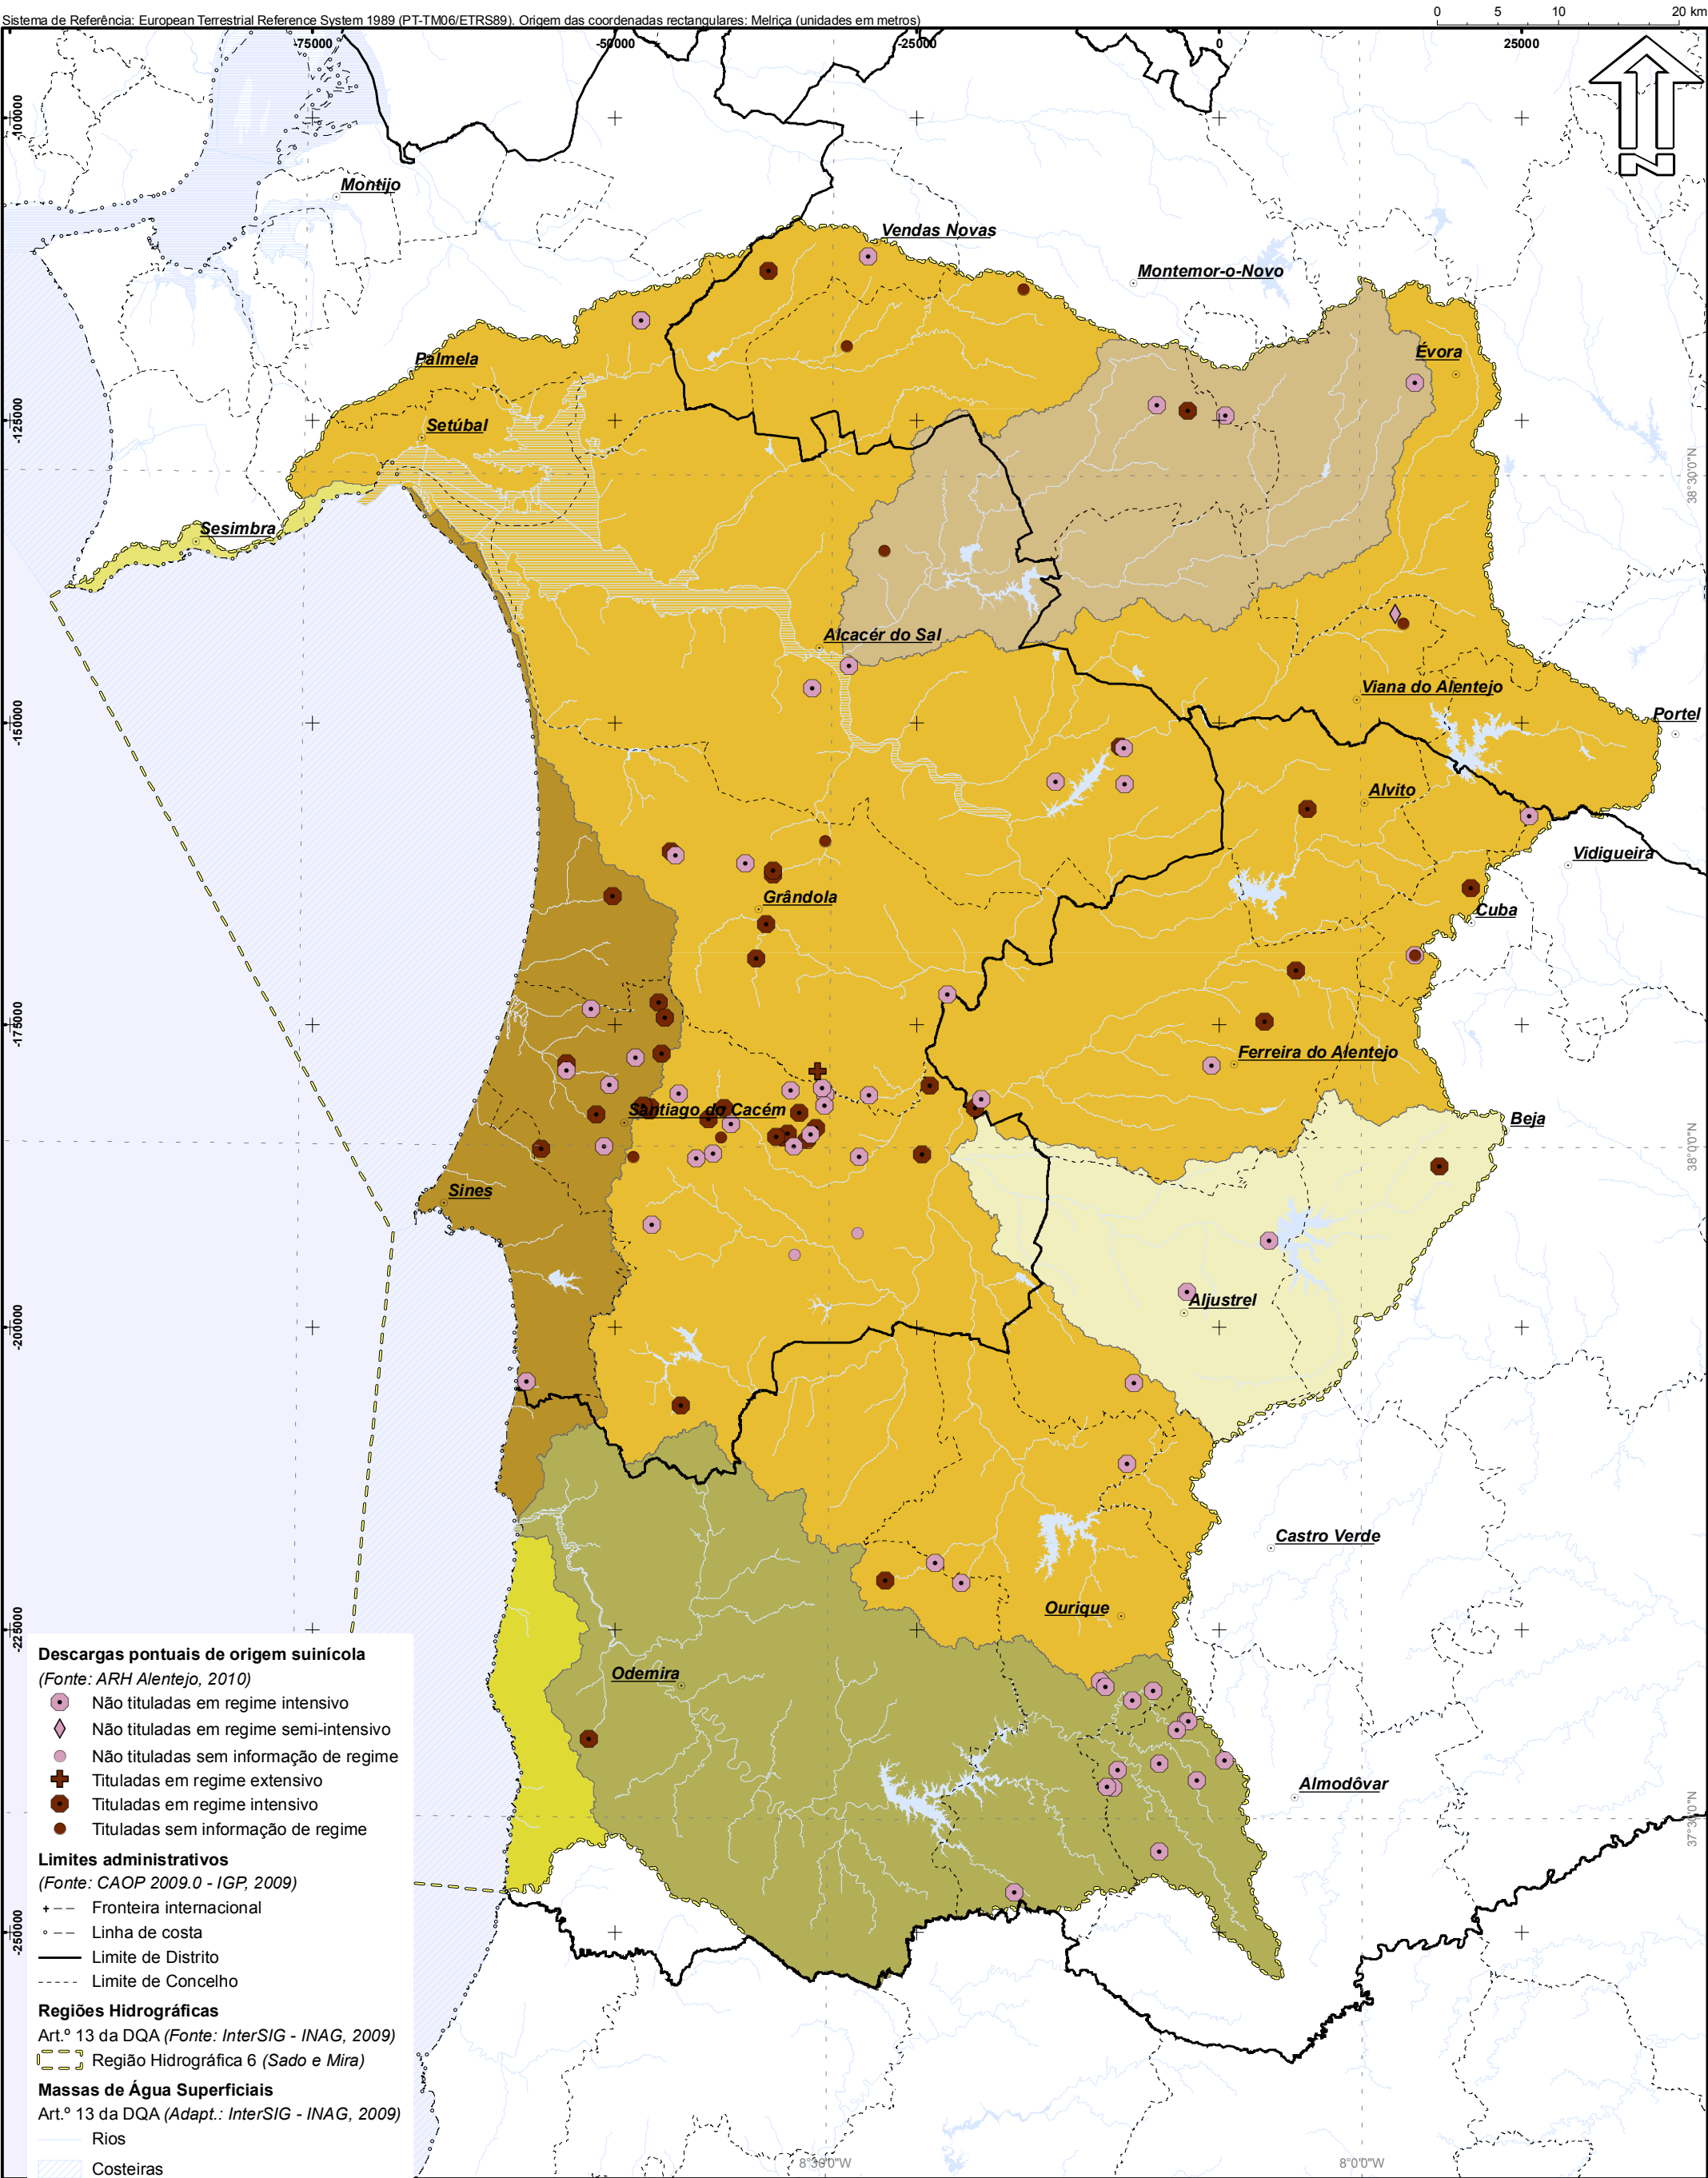 Sistema de Referência: European Terrestrial Reference System 1989 (PT-TM06/ETRS89). Origem das coordenadas rectangulares: Melriça (unidades em metros)
0 5 10 20 km
-75000 -50000 -25000 0 25000
-100000
Montijo
Vendas Novas
Montemor-o-Novo
Évora
Palmela
-125000
Setúbal
38°30'0"N
Sesimbra
Alcacér do Sal
Viana do Alentejo
Portel
-150000
Alvito
Vidigueira
Grândola
Cuba
-175000
Ferreira do Alentejo
Santiago do Cacém
Beja
38°0'0"N
Sines
Aljustrel
-200000
Castro Verde
Ourique
-225000
Odemira
Almodôvar
37°30'0"N
-250000
8°30'0"W 8°0'0"W
Descargas pontuais de origem suinícola
(Fonte: ARH Alentejo, 2010)
Não tituladas em regime intensivo
Não tituladas em regime semi-intensivo
Não tituladas sem informação de regime
Tituladas em regime extensivo
Tituladas em regime intensivo
Tituladas sem informação de regime
Limites administrativos
(Fonte: CAOP 2009.0 - IGP, 2009)
Fronteira internacional
Linha de costa
Limite de Distrito
Limite de Concelho
Regiões Hidrográficas
Art.º 13 da DQA (Fonte: InterSIG - INAG, 2009)
Região Hidrográfica 6 (Sado e Mira)
Massas de Água Superficiais
Art.º 13 da DQA (Adapt.: InterSIG - INAG, 2009)
Rios
Costeiras
N